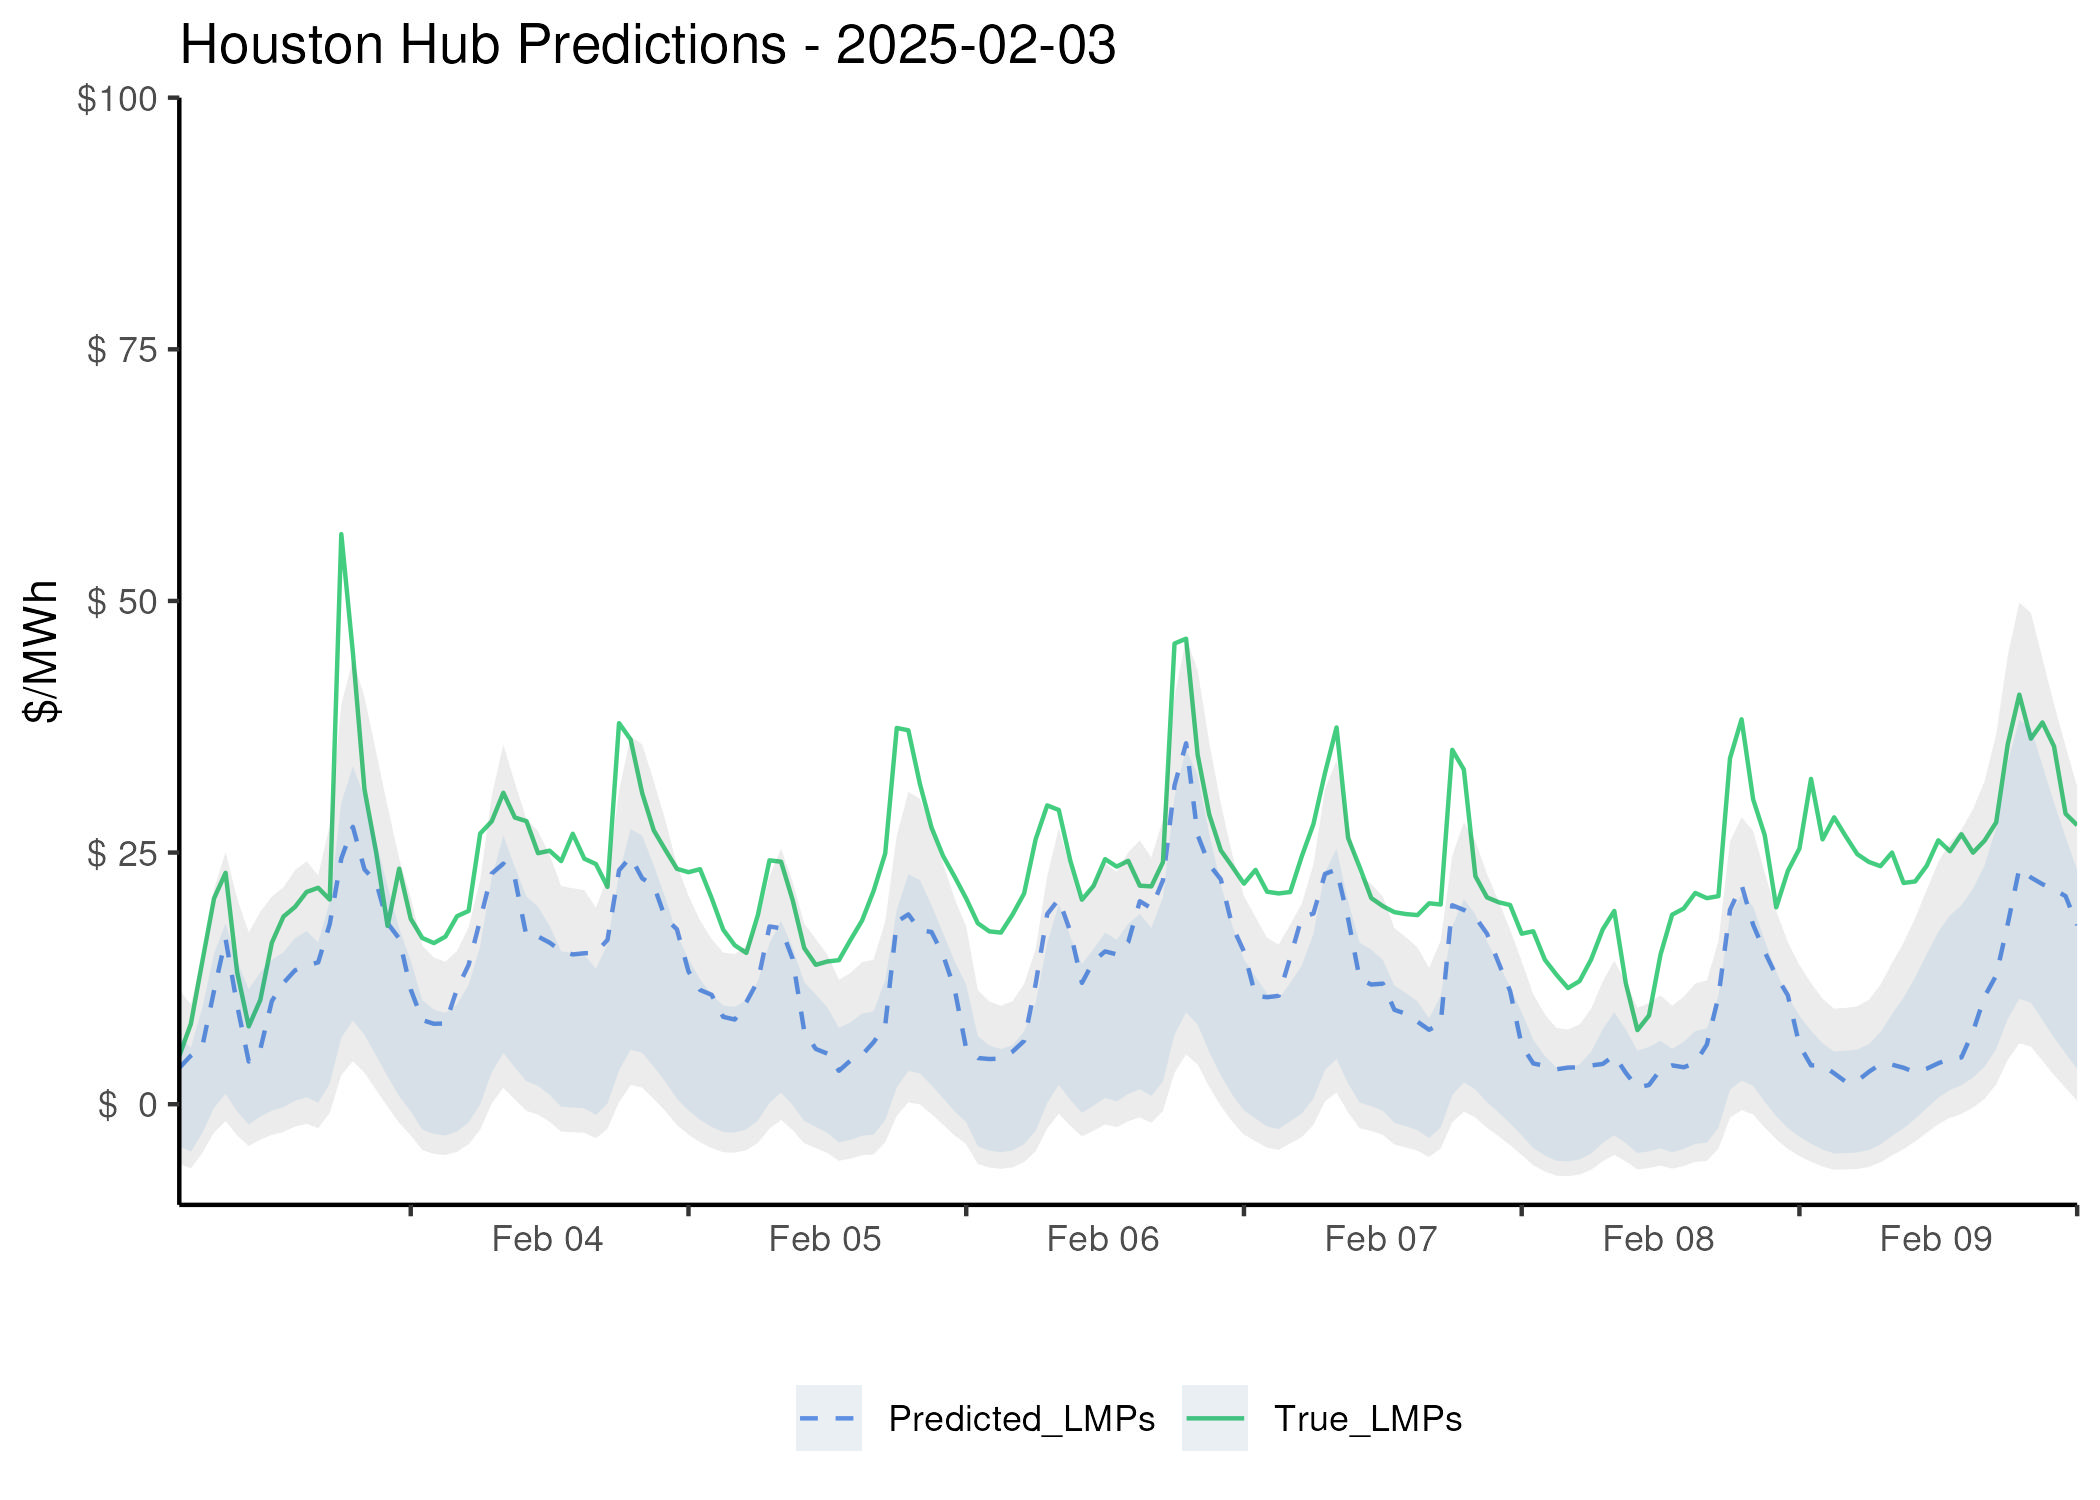 Houston Hub Predictions - 2025-02-03
$100
$ 75
$ 50
$ 25
$  0
$/MWh
Feb 04
Feb 05
Feb 06
Feb 07
Feb 08
Feb 09
Predicted_LMPs
True_LMPs